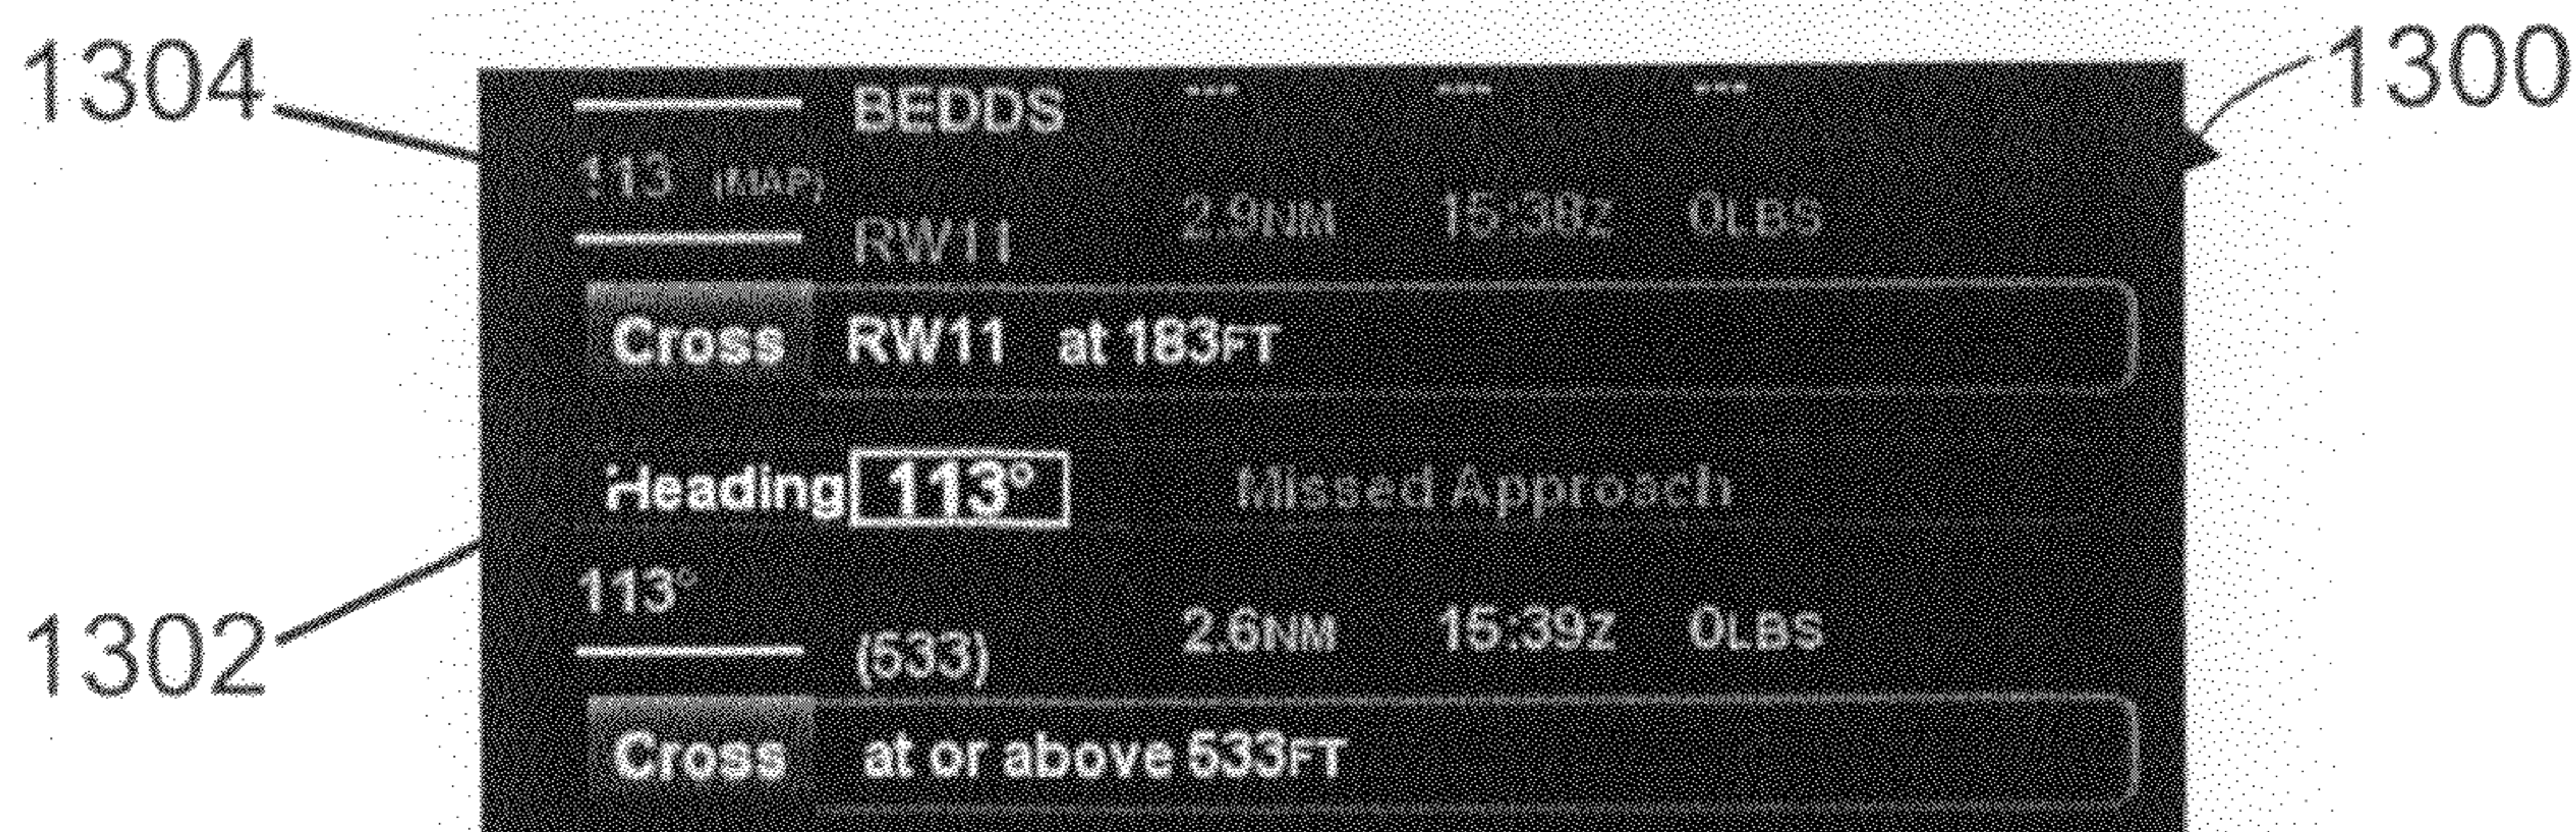 1304
1300
BEDDS --- --- ---
113° (MAP)
RW11 2.9NM 15:38Z 0LBS
Cross RW11 at 183FT
Heading 113° Missed Approach
113°
1302
(533) 2.6NM 15:39Z 0LBS
Cross at or above 533FT